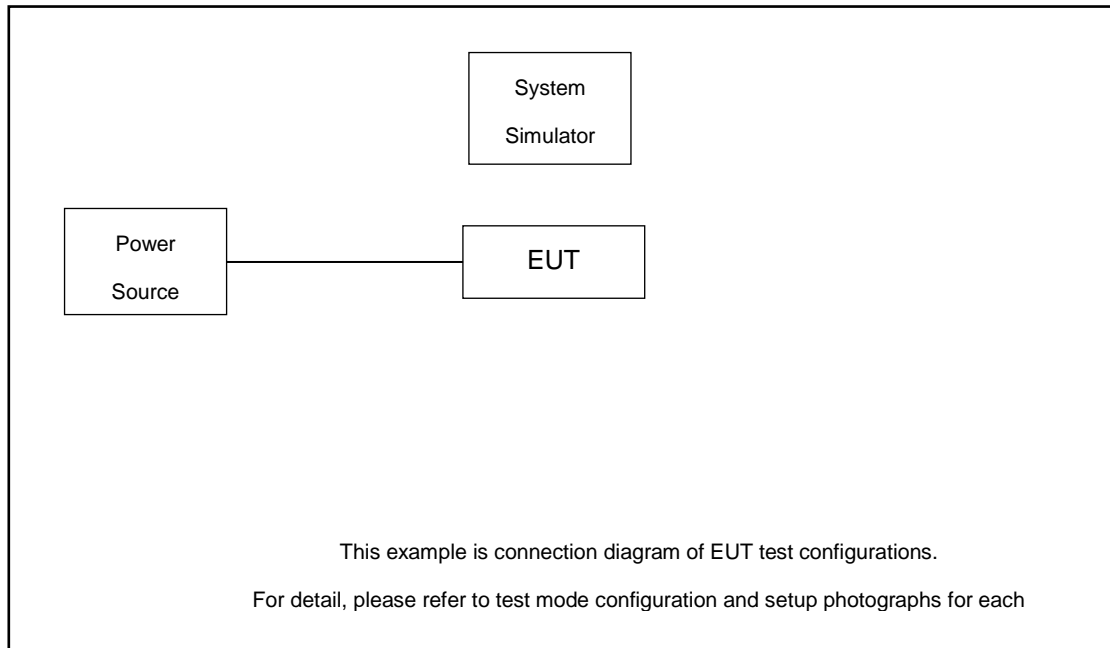 System
Simulator
Power
Source
EUT
This example is connection diagram of EUT test configurations.
For detail, please refer to test mode configuration and setup photographs for each